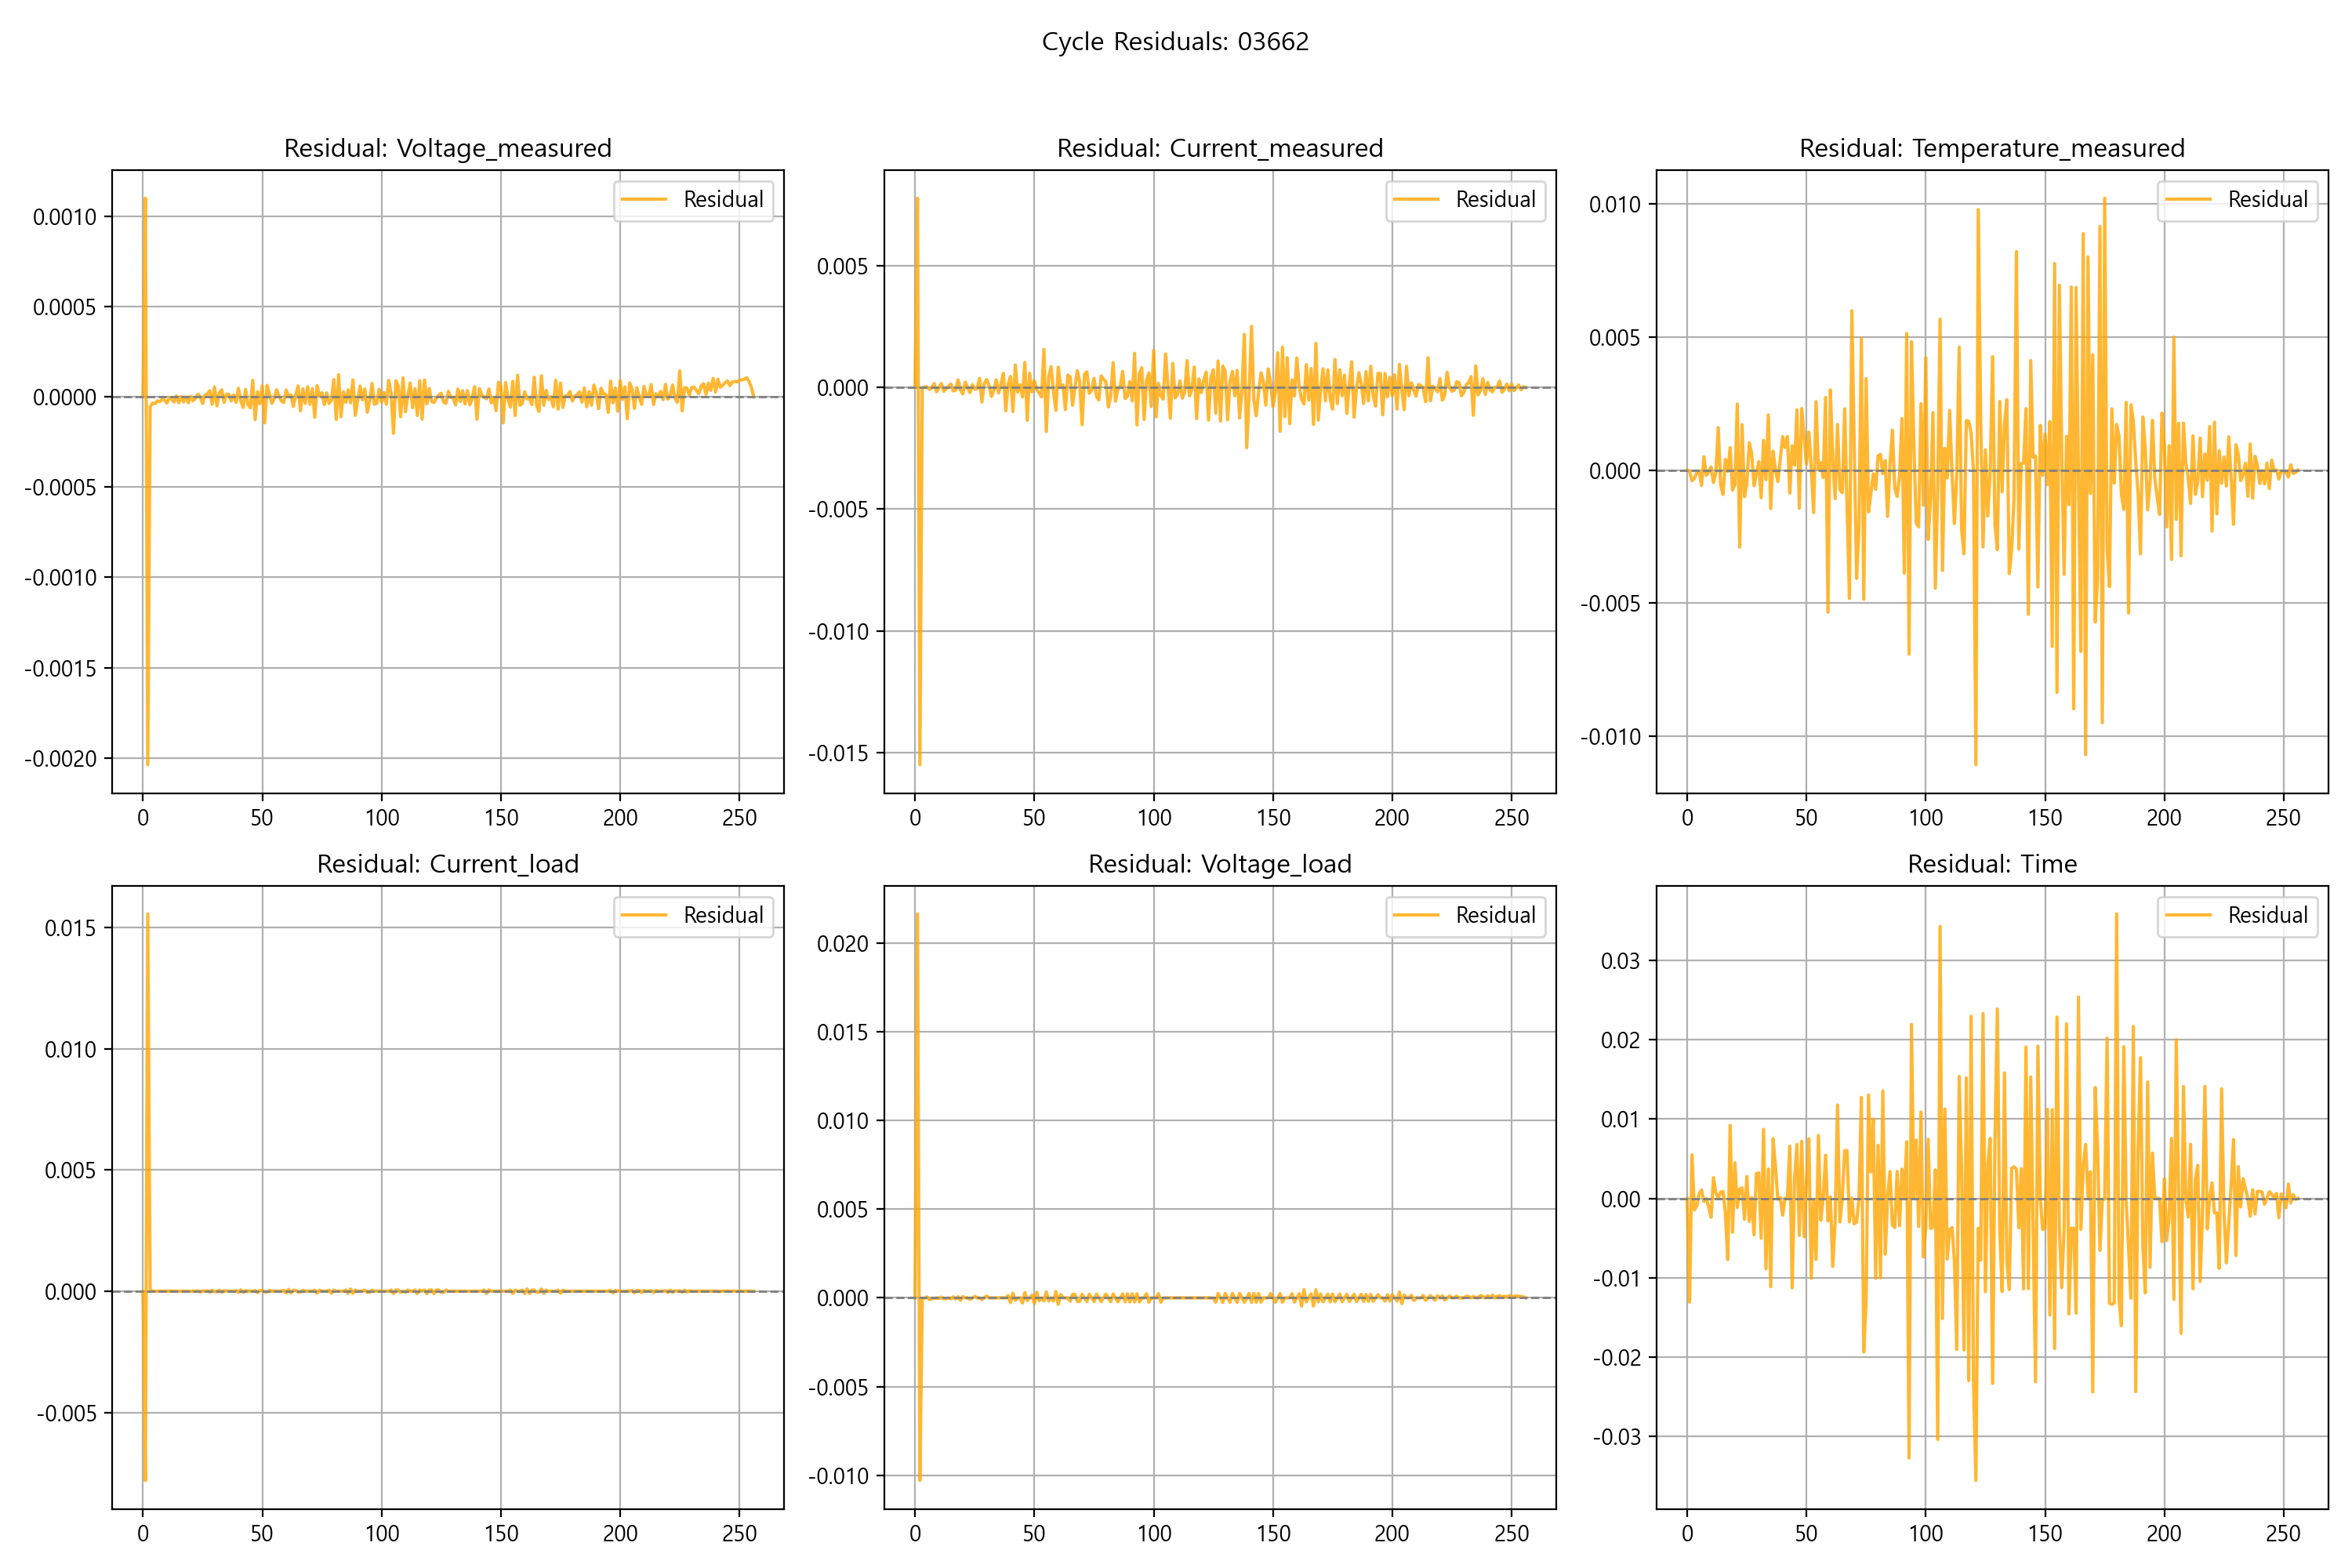 Cycle Residuals: 03662
Residual: Voltage_measured
Residual
0.0010
0.0005
0.0000
-0.0005
-0.0010
-0.0015
-0.0020
0 50 100 150 200 250
Residual: Current_measured
Residual
0.005
0.000
-0.005
-0.010
-0.015
0 50 100 150 200 250
Residual: Temperature_measured
Residual
0.010
0.005
0.000
-0.005
-0.010
0 50 100 150 200 250
Residual: Current_load
Residual
0.015
0.010
0.005
0.000
-0.005
0 50 100 150 200 250
Residual: Voltage_load
Residual
0.020
0.015
0.010
0.005
0.000
-0.005
-0.010
0 50 100 150 200 250
Residual: Time
Residual
0.03
0.02
0.01
0.00
-0.01
-0.02
-0.03
0 50 100 150 200 250